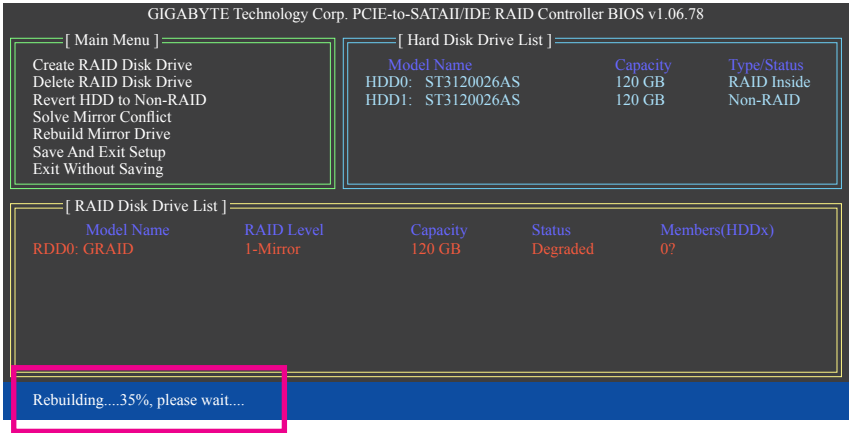 GIGABYTE Technology Corp. PCIE-to-SATAII/IDE RAID Controller BIOS v1.06.78
[ Main Menu ]
Create RAID Disk Drive
Delete RAID Disk Drive
Revert HDD to Non-RAID
Solve Mirror Conflict
Rebuild Mirror Drive
Save And Exit Setup
Exit Without Saving
[ Hard Disk Drive List ]
Model Name Capacity Type/Status
HDD0: ST3120026AS 120 GB RAID Inside
HDD1: ST3120026AS 120 GB Non-RAID
[ RAID Disk Drive List ]
Model Name RAID Level Capacity Status Members(HDDx)
RDD0: GRAID 1-Mirror 120 GB Degraded 0?
Rebuilding....35%, please wait....